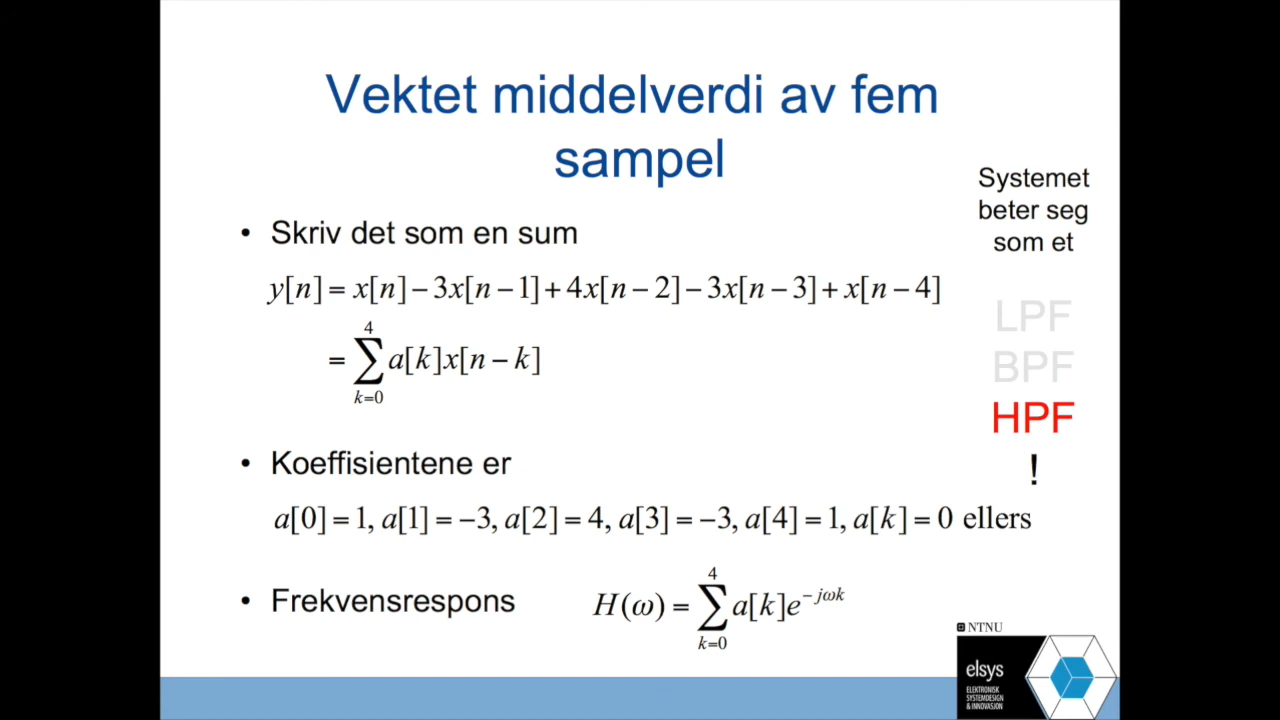 Vektet middelverdi av fem
sampel
Systemet
beter seg
som et
LPF
BPF
HPF
!
• Skriv det som en sum
y[n] = x[n] − 3x[n − 1] + 4x[n − 2] − 3x[n − 3] + x[n − 4]
= ∑_{k=0}^{4} a[k]x[n − k]
• Koeffisientene er
a[0] = 1, a[1] = −3, a[2] = 4, a[3] = −3, a[4] = 1, a[k] = 0 ellers
• Frekvensrespons H(ω) = ∑_{k=0}^{4} a[k]e^{−jωk}
NTNU
elsys
ELEKTRONISK
SYSTEMDESIGN
& INNOVASJON